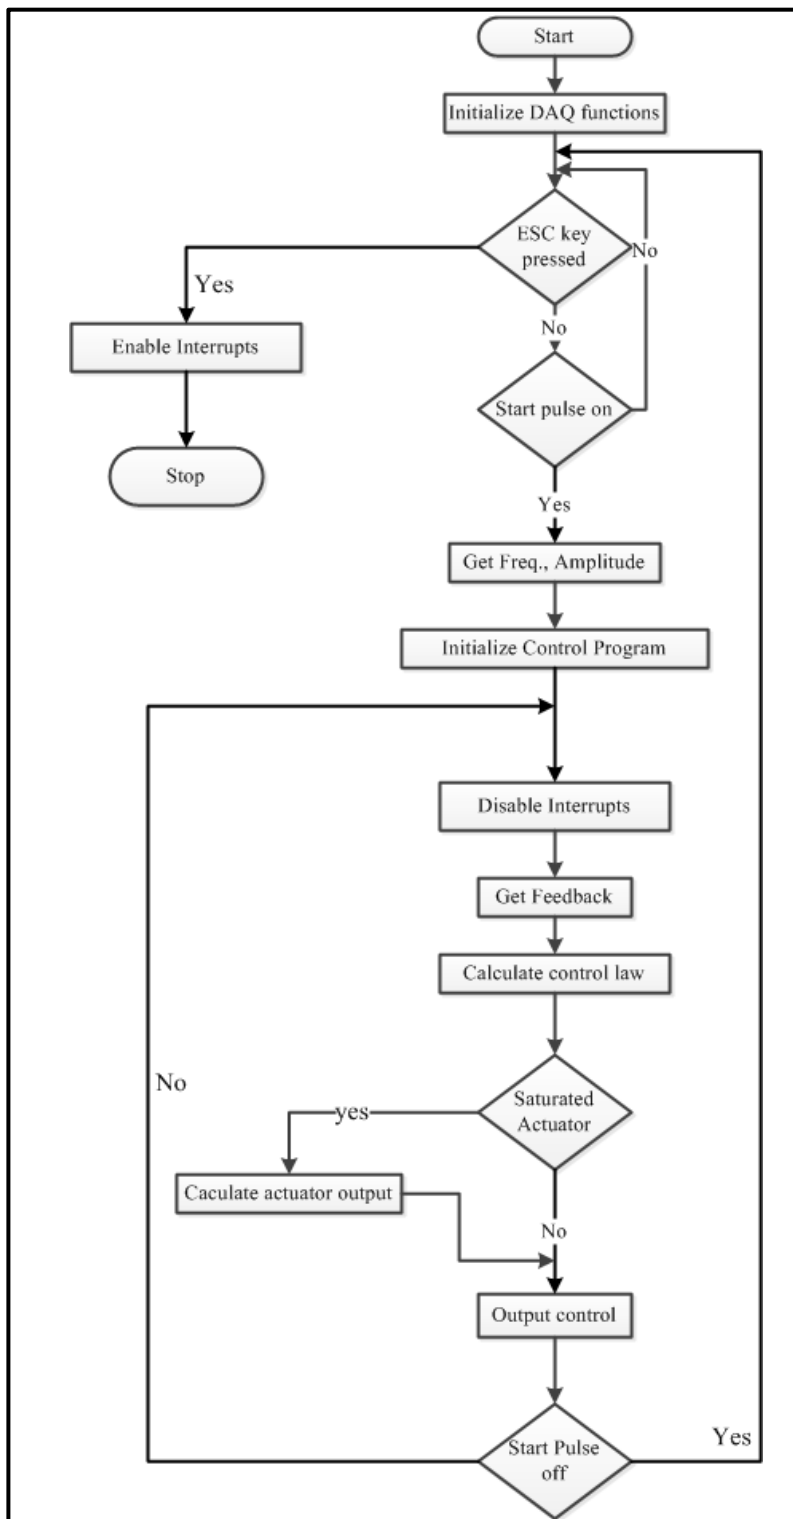 Start
Initialize DAQ functions
ESC key
pressed
No
Yes
No
Enable Interrupts
Start pulse on
Stop
Yes
Get Freq., Amplitude
Initialize Control Program
Disable Interrupts
Get Feedback
Calculate control law
No
Saturated
Actuator
yes
Caculate actuator output
No
Output control
Start Pulse
off
Yes